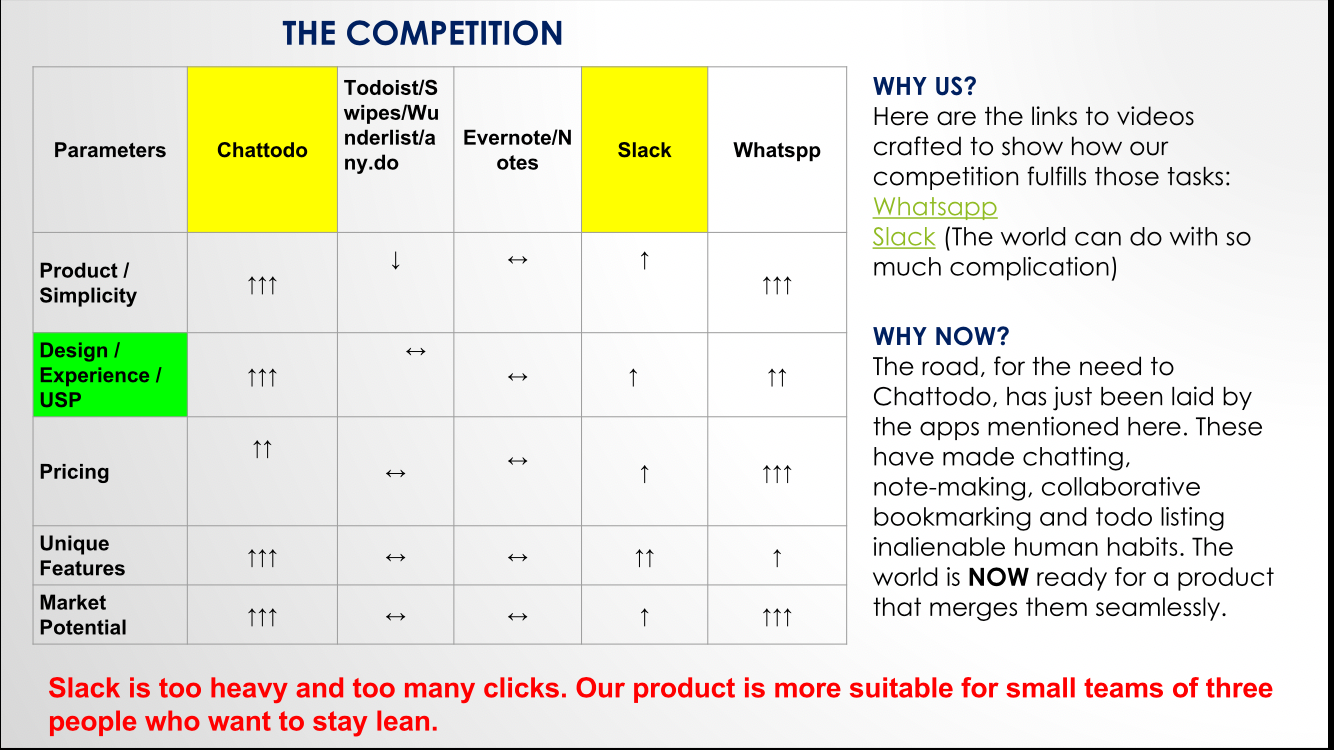 THE COMPETITION
Parameters
Chattodo
Todoist/S
wipes/Wu
nderlist/a
ny.do
Evernote/N
otes
Slack
Whatspp
Product /
Simplicity
↑↑↑
↓
↔
↑
↑↑↑
Design /
Experience /
USP
↑↑↑
↔
↔
↑
↑↑
Pricing
↑↑
↔
↔
↑
↑↑↑
Unique
Features
↑↑↑
↔
↔
↑↑
↑
Market
Potential
↑↑↑
↔
↔
↑
↑↑↑
WHY US?
Here are the links to videos
crafted to show how our
competition fulfills those tasks:
Whatsapp
Slack (The world can do with so
much complication)
WHY NOW?
The road, for the need to
Chattodo, has just been laid by
the apps mentioned here. These
have made chatting,
note-making, collaborative
bookmarking and todo listing
inalienable human habits. The
world is NOW ready for a product
that merges them seamlessly.
Slack is too heavy and too many clicks. Our product is more suitable for small teams of three
people who want to stay lean.